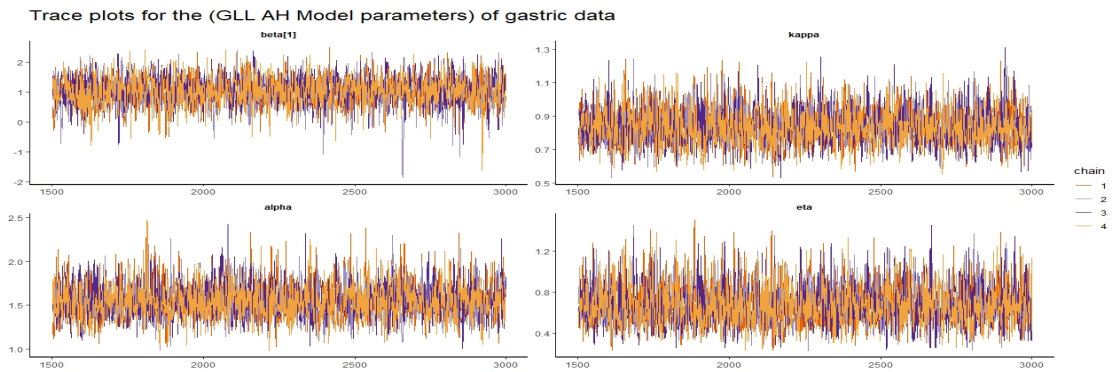 Trace plots for the (GLL AH Model parameters) of gastric data
beta[1]
2
1
0
-1
-2
1500 2000 2500 3000
kappa
1.3
1.1
0.9
0.7
0.5
1500 2000 2500 3000
alpha
2.5
2.0
1.5
1.0
1500 2000 2500 3000
eta
1.2
0.8
0.4
1500 2000 2500 3000
chain
1
2
3
4